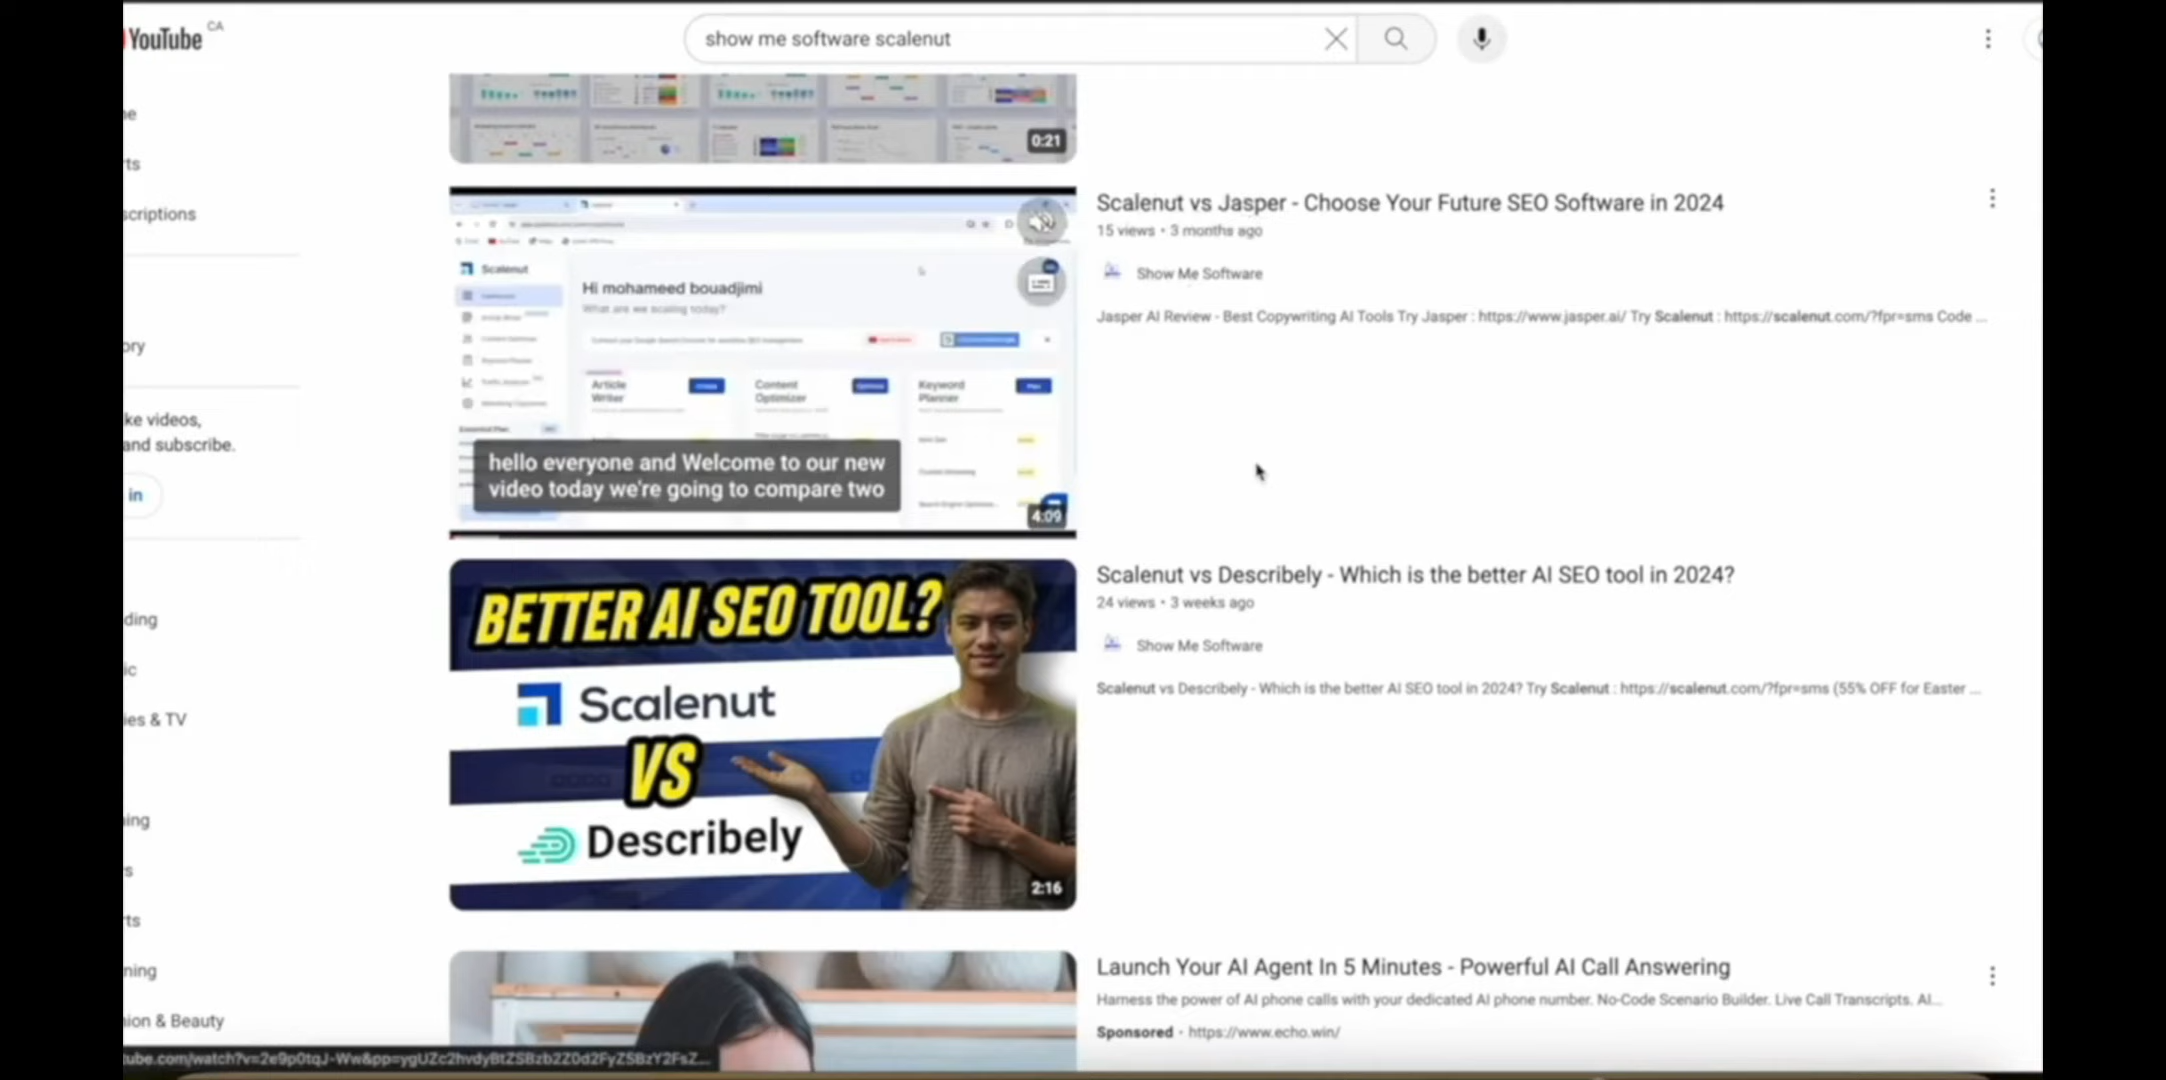 YouTube CA
show me software scalenut
ne
rts
scriptions
ory
ke videos,
and subscribe.
in
ding
ic
ies & TV
ning
s
rts
ning
ion & Beauty
0:21
Scalenut
Hi mohameed bouadjimi
What are we scaling today?
Article
Writer
Content
Optimizer
Keyword
Planner
hello everyone and Welcome to our new
video today we're going to compare two
4:09
Scalenut vs Jasper - Choose Your Future SEO Software in 2024
15 views • 3 months ago
Show Me Software
Jasper AI Review - Best Copywriting AI Tools Try Jasper : https://www.jasper.ai/ Try Scalenut : https://scalenut.com/?fpr=sms Code ...
BETTER AI SEO TOOL?
Scalenut
VS
Describely
2:16
Scalenut vs Describely - Which is the better AI SEO tool in 2024?
24 views • 3 weeks ago
Show Me Software
Scalenut vs Describely - Which is the better AI SEO tool in 2024? Try Scalenut : https://scalenut.com/?fpr=sms (55% OFF for Easter ...
Launch Your AI Agent In 5 Minutes - Powerful AI Call Answering
Harness the power of AI phone calls with your dedicated AI phone number. No-Code Scenario Builder. Live Call Transcripts. AI...
Sponsored · https://www.echo.win/